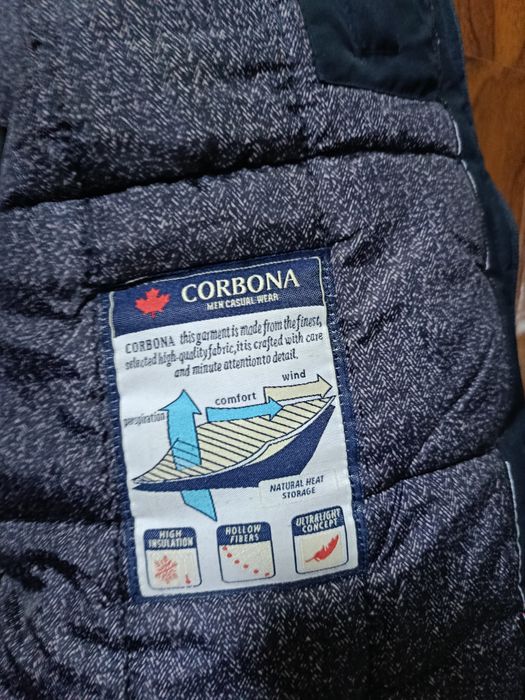 CORBONA
MEN CASUAL WEAR
CORBONA this garment is made from the finest,
selected high-quality fabric, it is crafted with care
and minute attention to detail.
wind
comfort
perspiration
NATURAL HEAT
STORAGE
HIGH
INSULATION
HOLLOW
FIBERS
ULTRALIGHT
CONCEPT